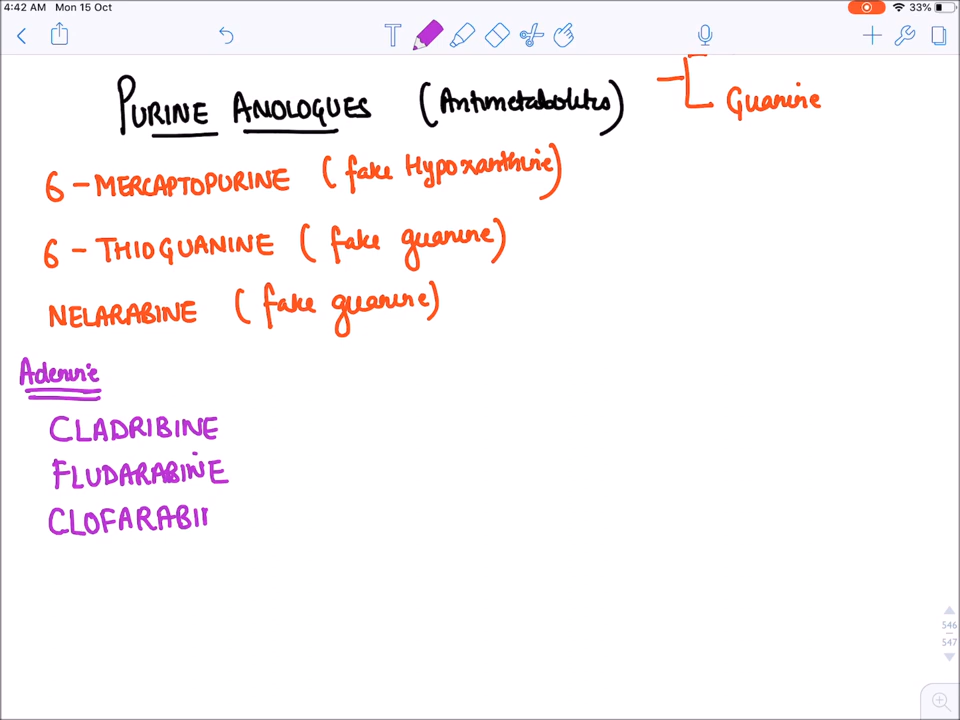 4:42 AM Mon 15 Oct
33%
T
PURINE ANOLOGUES (Antimetabolites)
Guanine
6-MERCAPTOPURINE (fake Hypoxanthine)
6-THIOGUANINE (fake guanine)
NELARABINE (fake guanine)
Adenine
CLADRIBINE
FLUDARABINE
CLOFARABII
546
547